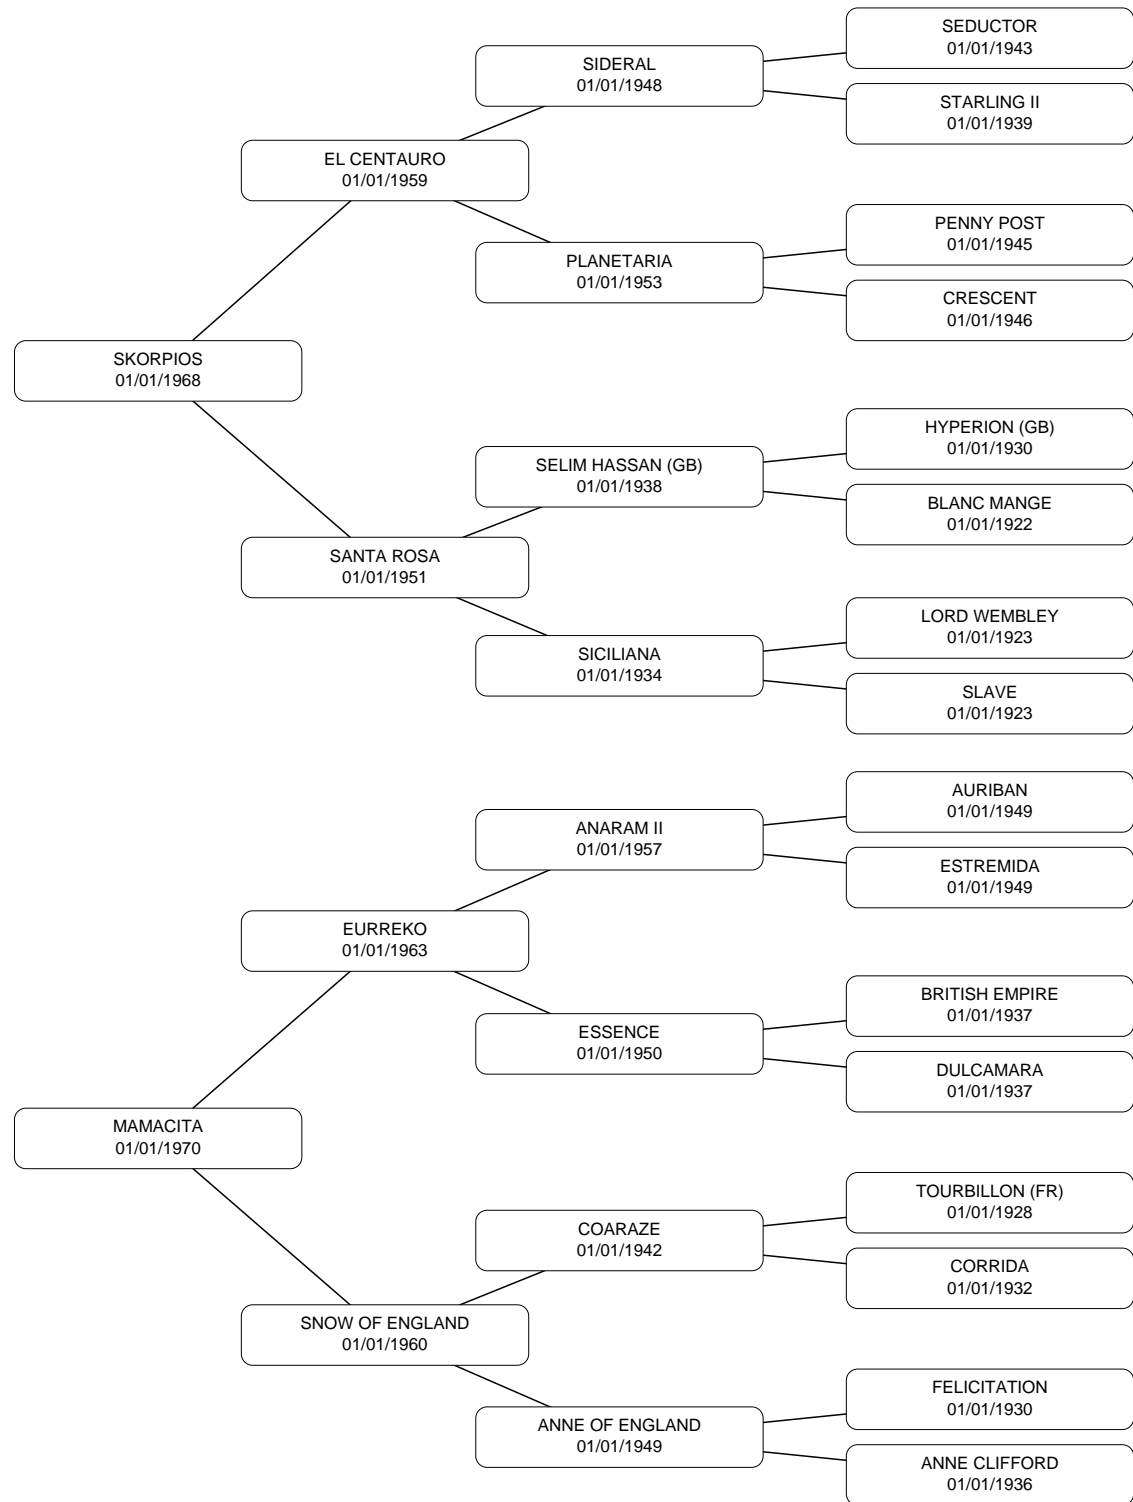 SEDUCTOR
01/01/1943
SIDERAL
01/01/1948
STARLING II
01/01/1939
EL CENTAURO
01/01/1959
PENNY POST
01/01/1945
PLANETARIA
01/01/1953
CRESCENT
01/01/1946
SKORPIOS
01/01/1968
HYPERION (GB)
01/01/1930
SELIM HASSAN (GB)
01/01/1938
BLANC MANGE
01/01/1922
SANTA ROSA
01/01/1951
LORD WEMBLEY
01/01/1923
SICILIANA
01/01/1934
SLAVE
01/01/1923
AURIBAN
01/01/1949
ANARAM II
01/01/1957
ESTREMIDA
01/01/1949
EURREKO
01/01/1963
BRITISH EMPIRE
01/01/1937
ESSENCE
01/01/1950
DULCAMARA
01/01/1937
MAMACITA
01/01/1970
TOURBILLON (FR)
01/01/1928
COARAZE
01/01/1942
CORRIDA
01/01/1932
SNOW OF ENGLAND
01/01/1960
FELICITATION
01/01/1930
ANNE OF ENGLAND
01/01/1949
ANNE CLIFFORD
01/01/1936